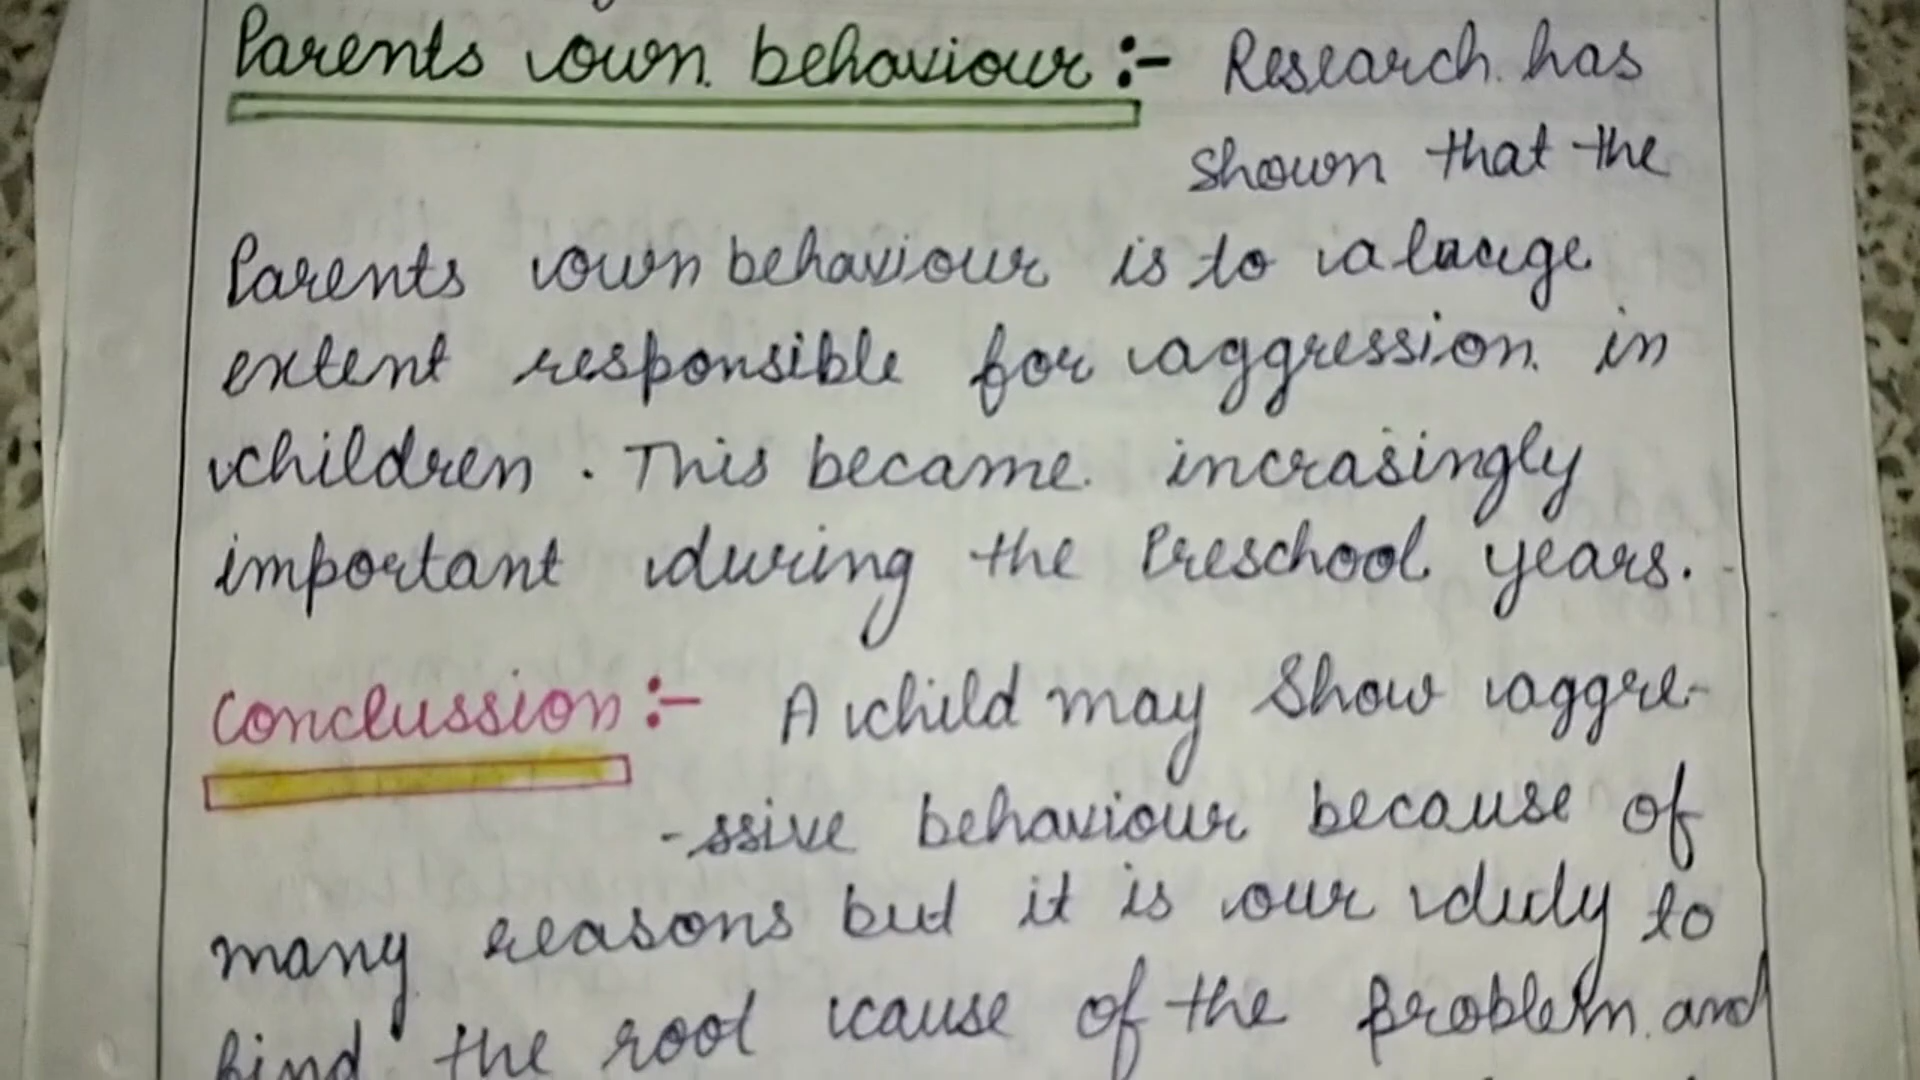 Parents own behaviour :- Research has
shown that the
Parents own behaviour is to a large
extent responsible for aggression in
children. This became increasingly
important during the Preschool years.
Conclussion :- A child may Show aggre-
-ssive behaviour because of
many reasons but it is our duty to
find the root cause of the problem and